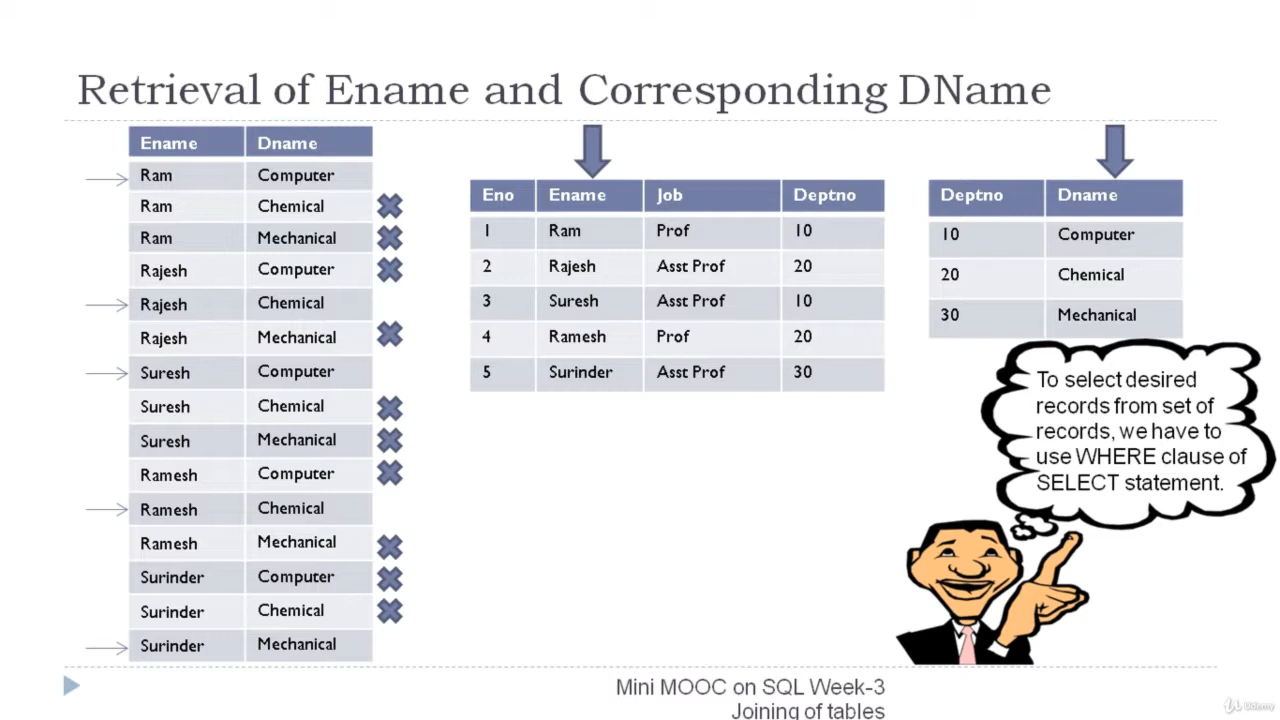 Retrieval of Ename and Corresponding DName
Ename Dname
Ram Computer
Ram Chemical
Ram Mechanical
Rajesh Computer
Rajesh Chemical
Rajesh Mechanical
Suresh Computer
Suresh Chemical
Suresh Mechanical
Ramesh Computer
Ramesh Chemical
Ramesh Mechanical
Surinder Computer
Surinder Chemical
Surinder Mechanical
Eno Ename Job Deptno
1 Ram Prof 10
2 Rajesh Asst Prof 20
3 Suresh Asst Prof 10
4 Ramesh Prof 20
5 Surinder Asst Prof 30
Deptno Dname
10 Computer
20 Chemical
30 Mechanical
To select desired
records from set of
records, we have to
use WHERE clause of
SELECT statement.
Mini MOOC on SQL Week-3
Joining of tables
Udemy